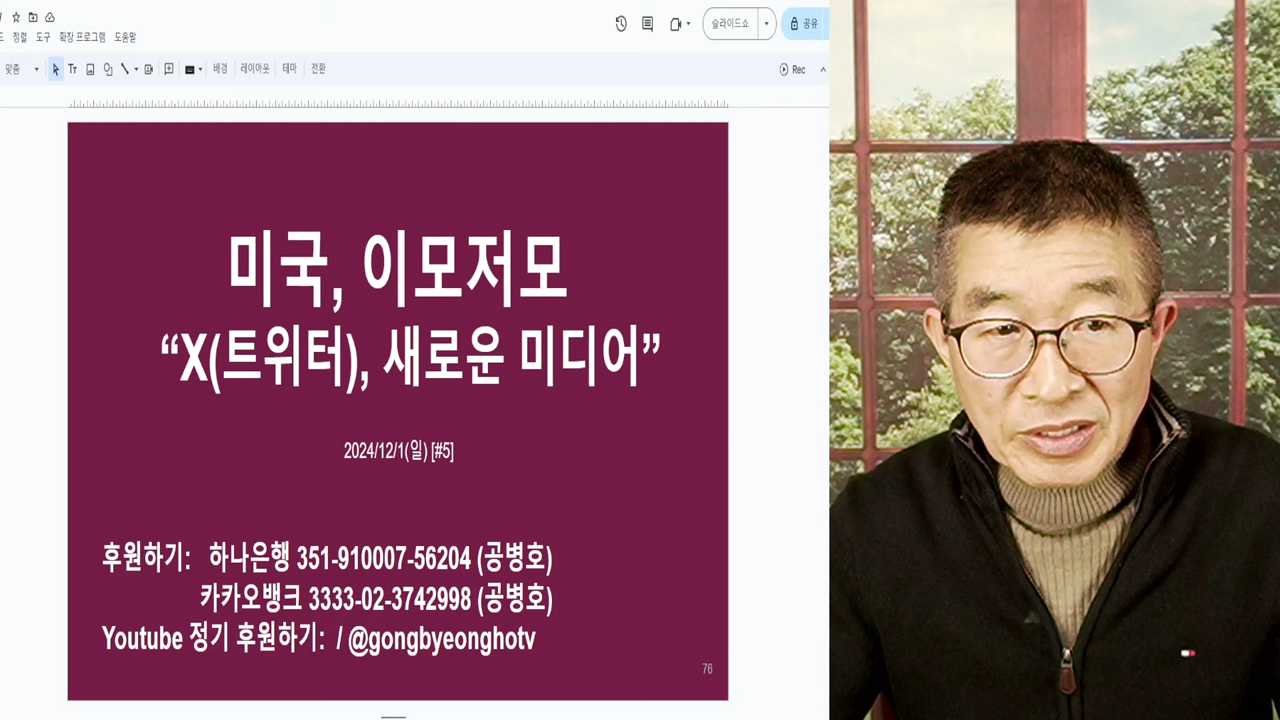 정렬 도구 확장 프로그램 도움말
슬라이드쇼
공유
맞춤
배경 레이아웃 테마 전환
Rec
미국, 이모저모
“X(트위터), 새로운 미디어”
2024/12/1(일) [#5]
후원하기: 하나은행 351-910007-56204 (공병호)
카카오뱅크 3333-02-3742998 (공병호)
Youtube 정기 후원하기: / @gongbyeonghotv
76